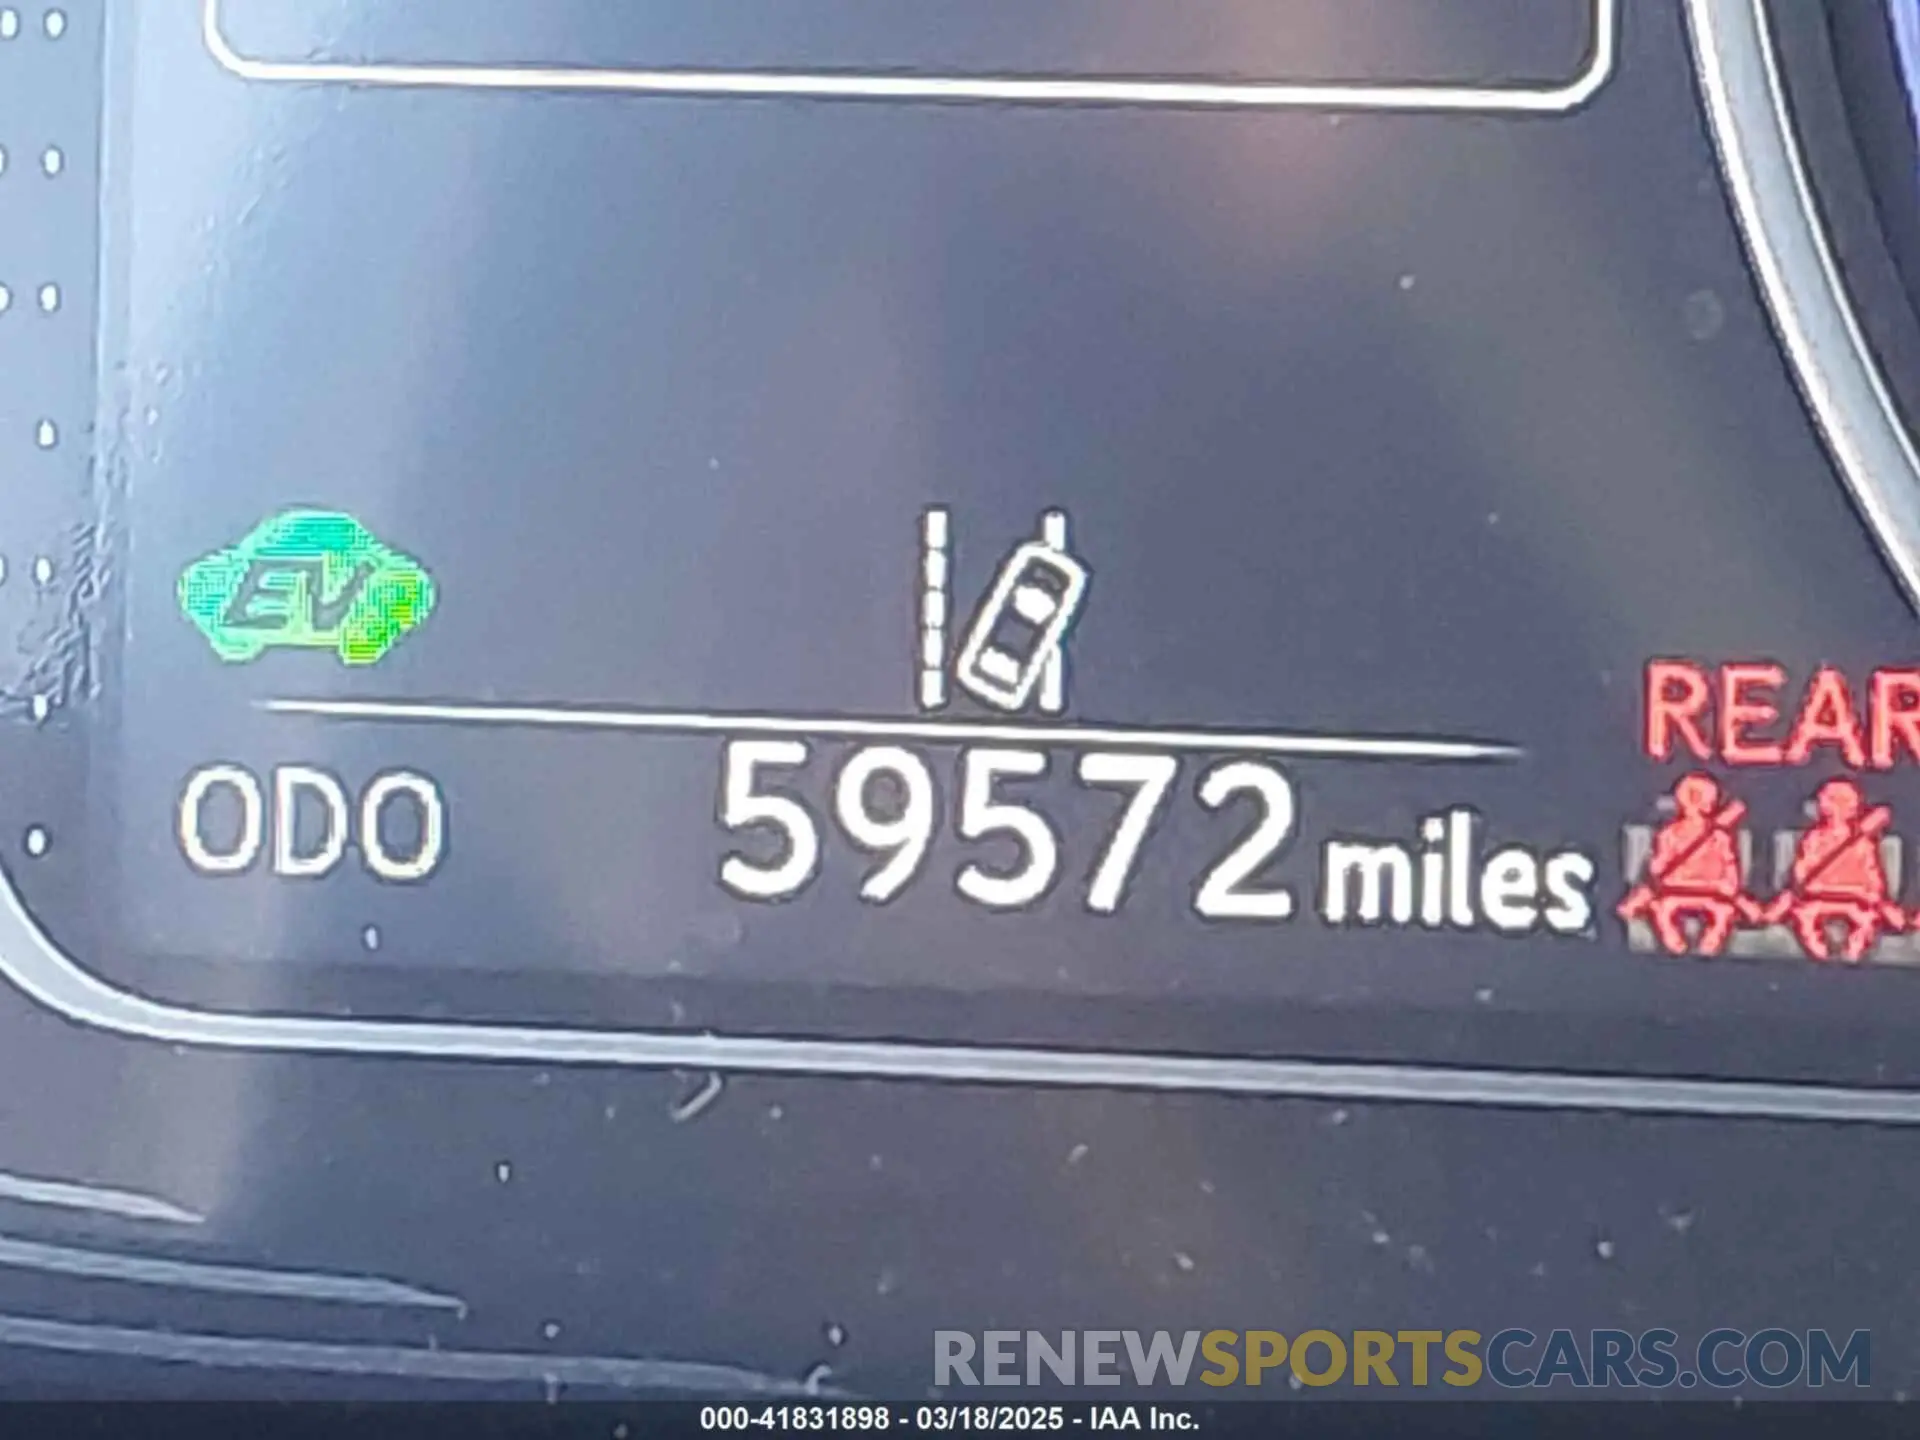 EV
REAR
ODO 59572 miles
RENEWSPORTSCARS.COM
000-41831898 - 03/18/2025 - IAA Inc.